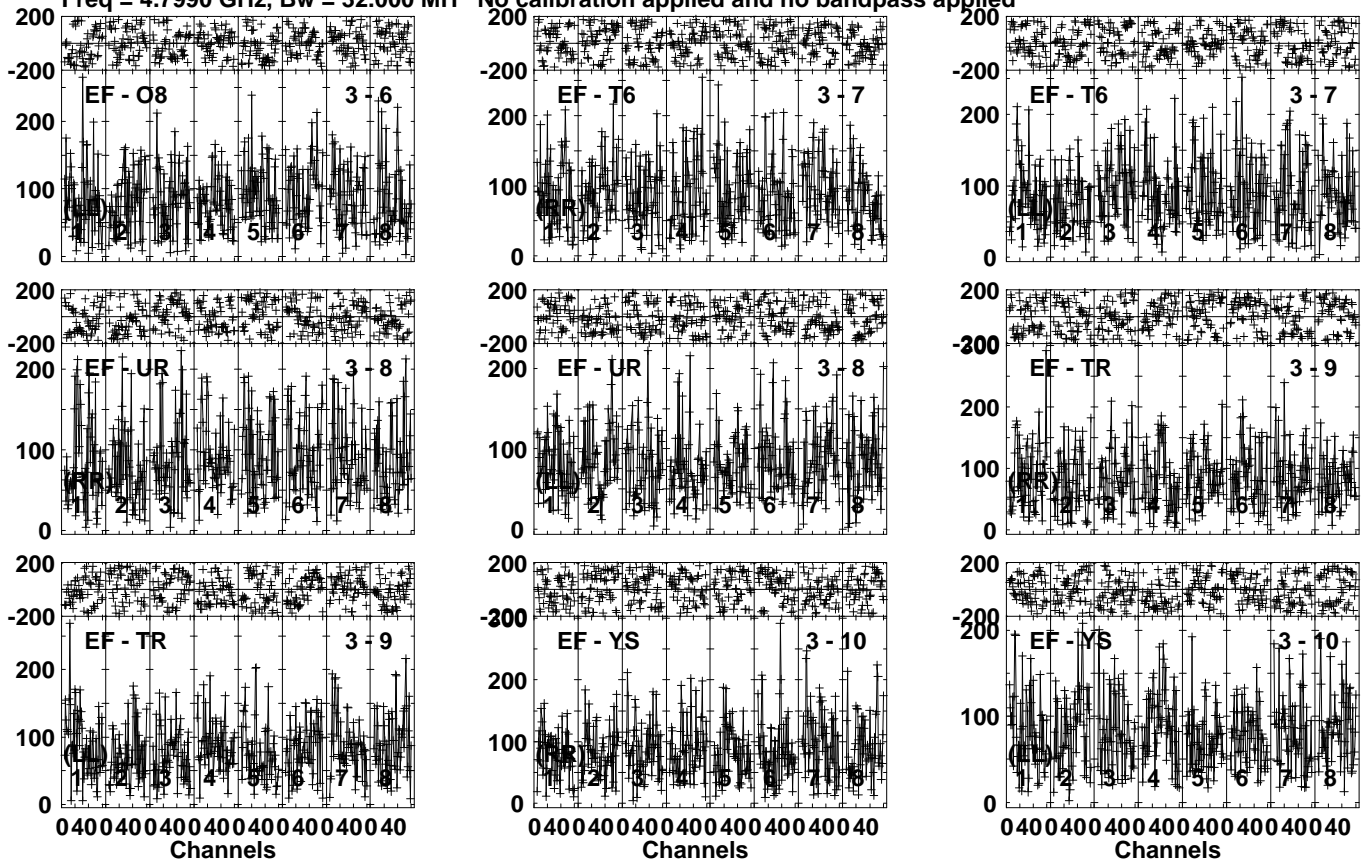 Freq = 4.7990 GHz, Bw = 32.000 MH No calibration applied and no bandpass applied
200 200 200
-200 -200 -200
EF - O8 3 - 6 EF - T6 3 - 7 EF - T6 3 - 7
200 200 200
100 100 100
(LL) (RR) (LL)
1 2 3 4 5 6 7 8 1 2 3 4 5 6 7 8 1 2 3 4 5 6 7 8
0 0 0
200 200 200
-200 -200 -200
300
EF - UR 3 - 8 EF - UR 3 - 8 EF - TR 3 - 9
200 200 200
100 100 100
(RR) (LL) (RR)
1 2 3 4 5 6 7 8 1 2 3 4 5 6 7 8 1 2 3 4 5 6 7 8
0 0 0
200 200 200
-200 -200 -200
300
EF - TR 3 - 9 EF - YS 3 - 10 EF - YS 3 - 10
200 200 200
100 100 100
(LL) (RR) (LL)
1 2 3 4 5 6 7 8 1 2 3 4 5 6 7 8 1 2 3 4 5 6 7 8
0 0 0
0 40 0 40 0 40 0 40 0 40 0 40 0 40 0 40 0 40 0 40 0 40 0 40 0 40 0 40 0 40 0 40 0 40 0 40 0 40 0 40 0 40 0 40 0 40 0 40
Channels Channels Channels